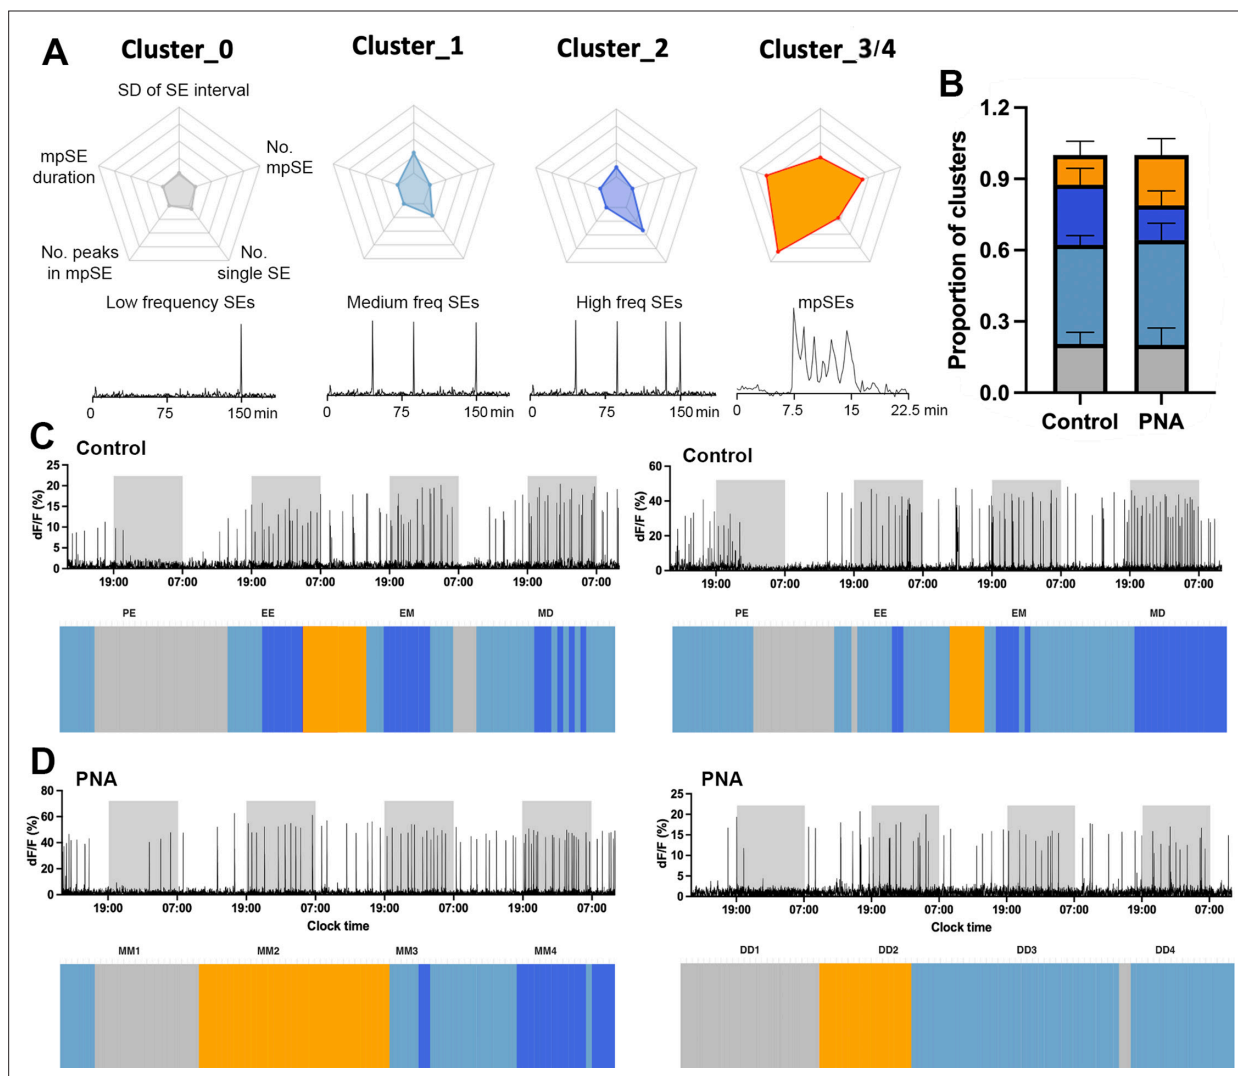 A
Cluster_0
Cluster_1
Cluster_2
Cluster_3/4
SD of SE interval
No.
mpSE
mpSE
duration
No. peaks
in mpSE
No.
single SE
Low frequency SEs
Medium freq SEs
High freq SEs
mpSEs
0 75 150 min
0 75 150 min
0 75 150 min
0 7.5 15 22.5 min
B
Proportion of clusters
1.2
0.9
0.6
0.3
0.0
Control PNA
C
Control
dF/F (%)
25
20
15
10
5
0
19:00 07:00 19:00 07:00 19:00 07:00 19:00 07:00
PE EE EM MD
Control
dF/F (%)
60
40
20
0
19:00 07:00 19:00 07:00 19:00 07:00 19:00 07:00
PE EE EM MD
D
PNA
dF/F (%)
80
60
40
20
0
19:00 07:00 19:00 07:00 19:00 07:00 19:00 07:00
Clock time
MM1 MM2 MM3 MM4
PNA
dF/F (%)
25
20
15
10
5
0
19:00 07:00 19:00 07:00 19:00 07:00 19:00 07:00
Clock time
DD1 DD2 DD3 DD4